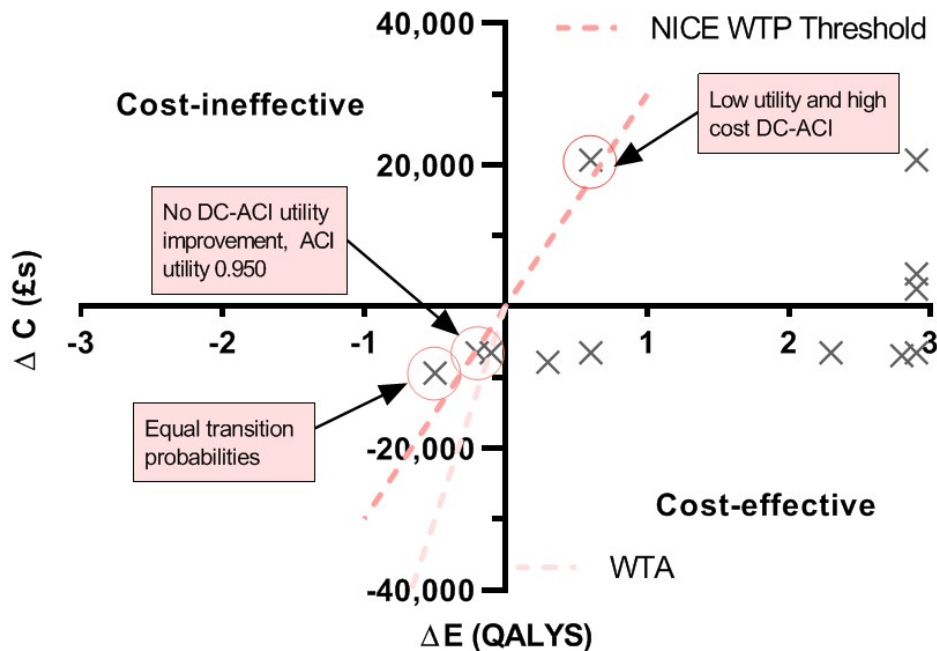 40,000
NICE WTP Threshold
Cost-ineffective
Low utility and high
cost DC-ACI
20,000
No DC-ACI utility
improvement,  ACI
utility 0.950
Δ C (£s)
-3
-2
-1
1
2
3
Equal transition
probabilities
-20,000
Cost-effective
WTA
-40,000
ΔE (QALYS)